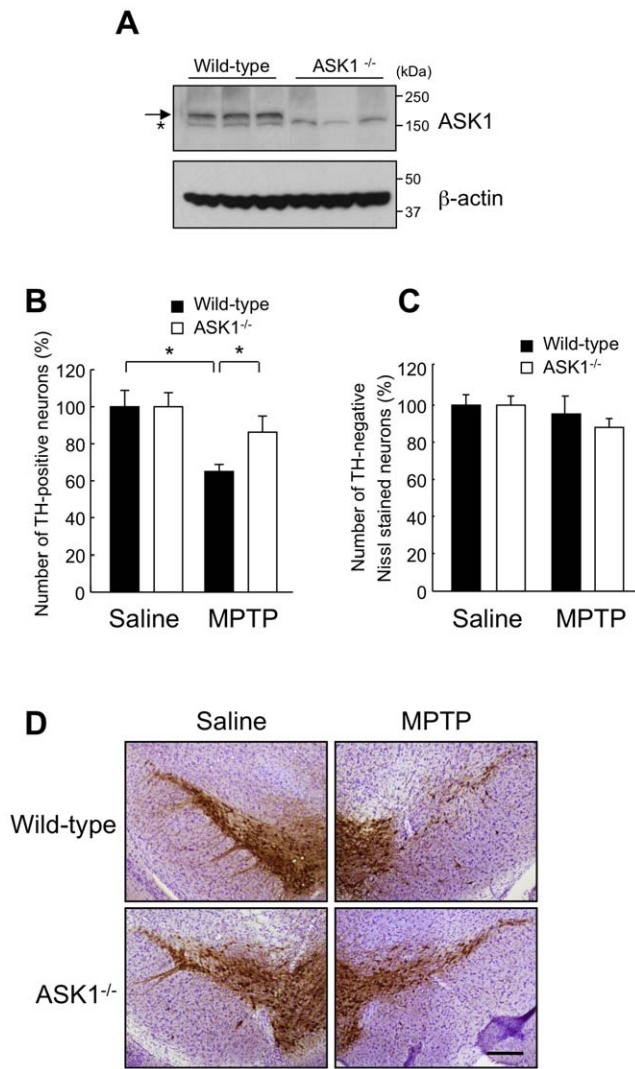 A
Wild-type ASK1 -/- (kDa)
250
* 150 ASK1
50
37 β-actin
B
Wild-type
ASK1-/-
Number of TH-positive neurons (%)
120
100
80
60
40
20
0
* *
Saline MPTP
C
Wild-type
ASK1-/-
Number of TH-negative
Nissl stained neurons (%)
120
100
80
60
40
20
0
Saline MPTP
D
Saline MPTP
Wild-type
ASK1-/-